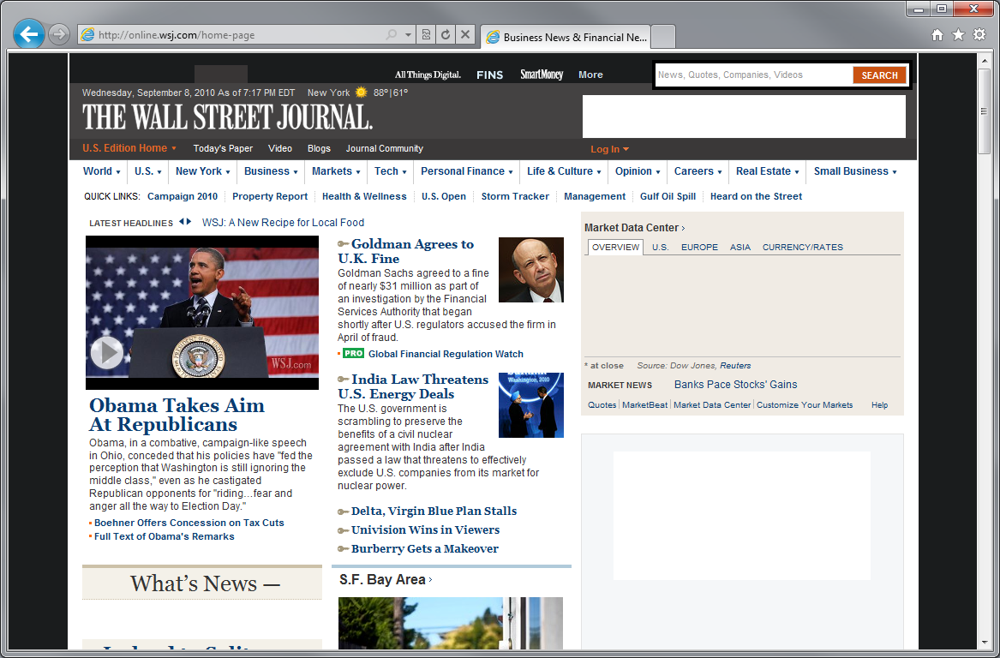 http://online.wsj.com/home-page
Business News & Financial Ne...
All Things Digital.
FINS
SmartMoney
More
News, Quotes, Companies, Videos
SEARCH
Wednesday, September 8, 2010 As of 7:17 PM EDT
New York
88º | 61º
THE WALL STREET JOURNAL.
U.S. Edition Home
Today's Paper
Video
Blogs
Journal Community
Log In
World
U.S.
New York
Business
Markets
Tech
Personal Finance
Life & Culture
Opinion
Careers
Real Estate
Small Business
QUICK LINKS:
Campaign 2010
Property Report
Health & Wellness
U.S. Open
Storm Tracker
Management
Gulf Oil Spill
Heard on the Street
LATEST HEADLINES
WSJ: A New Recipe for Local Food
WSJ.com
Obama Takes Aim
At Republicans
Obama, in a combative, campaign-like speech
in Ohio, conceded that his policies have "fed the
perception that Washington is still ignoring the
middle class," even as he castigated
Republican opponents for "riding...fear and
anger all the way to Election Day."
Boehner Offers Concession on Tax Cuts
Full Text of Obama's Remarks
What's News —
Goldman Agrees to
U.K. Fine
Goldman Sachs agreed to a fine
of nearly $31 million as part of
an investigation by the Financial
Services Authority that began
shortly after U.S. regulators accused the firm in
April of fraud.
PRO Global Financial Regulation Watch
India Law Threatens
U.S. Energy Deals
Washington, 2010
The U.S. government is
scrambling to preserve the
benefits of a civil nuclear
agreement with India after India
passed a law that threatens to effectively
exclude U.S. companies from its market for
nuclear power.
Delta, Virgin Blue Plan Stalls
Univision Wins in Viewers
Burberry Gets a Makeover
S.F. Bay Area
Market Data Center
OVERVIEW
U.S.
EUROPE
ASIA
CURRENCY/RATES
* at close
Source: Dow Jones, Reuters
MARKET NEWS
Banks Pace Stocks' Gains
Quotes
MarketBeat
Market Data Center
Customize Your Markets
Help